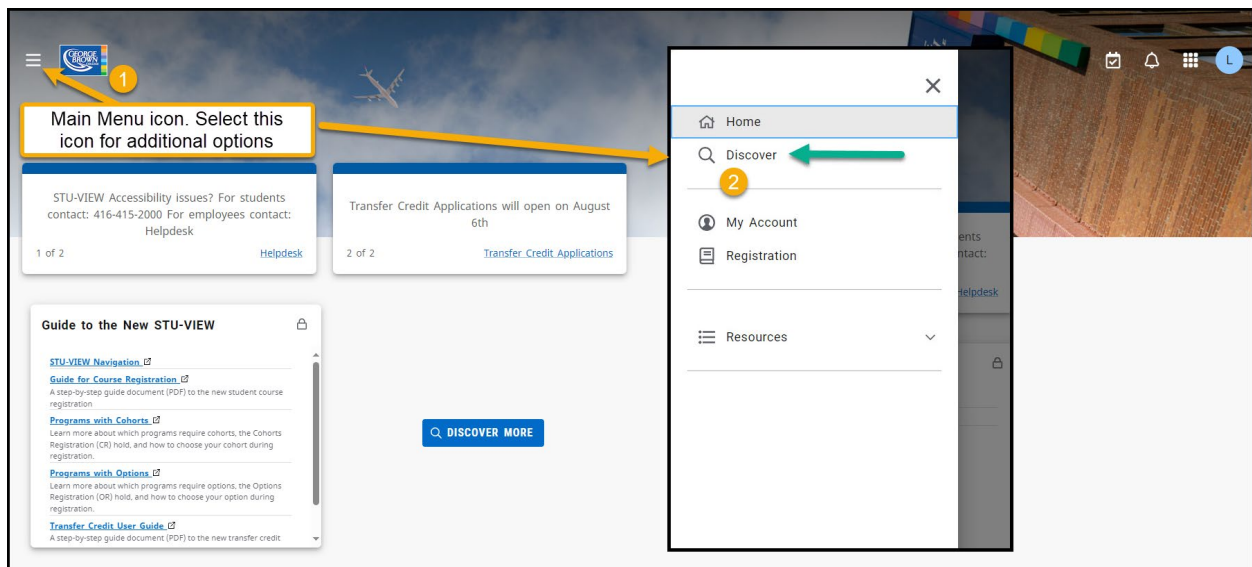 GEORGE
BROWN
1
Main Menu icon. Select this
icon for additional options
L
STU-VIEW Accessibility issues? For students
contact: 416-415-2000 For employees contact:
Helpdesk
1 of 2
Helpdesk
Transfer Credit Applications will open on August
6th
2 of 2
Transfer Credit Applications
Guide to the New STU-VIEW
STU-VIEW Navigation
Guide for Course Registration
A step-by-step guide document (PDF) to the new student course
registration
Programs with Cohorts
Learn more about which programs require cohorts, the Cohorts
Registration (CR) hold, and how to choose your cohort during
registration.
Programs with Options
Learn more about which programs require options, the Options
Registration (OR) hold, and how to choose your option during
registration.
Transfer Credit User Guide
A step-by-step guide document (PDF) to the new transfer credit
DISCOVER MORE
Home
Discover
2
My Account
Registration
Resources
ents
ntact:
Helpdesk